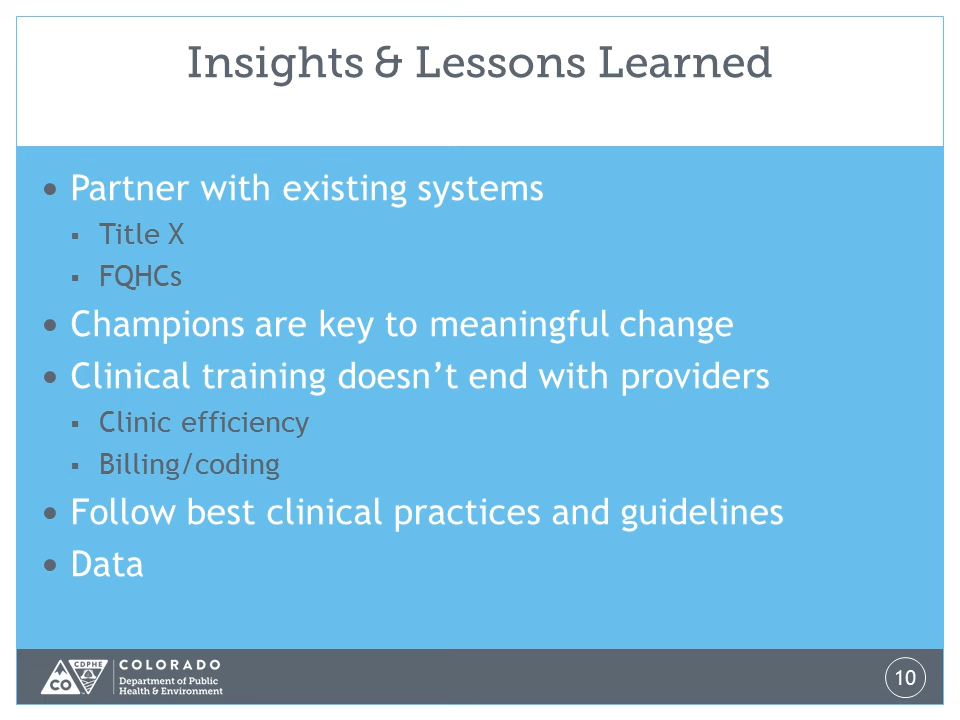 Insights & Lessons Learned
• Partner with existing systems
▪ Title X
▪ FQHCs
• Champions are key to meaningful change
• Clinical training doesn’t end with providers
▪ Clinic efficiency
▪ Billing/coding
• Follow best clinical practices and guidelines
• Data
CO
CDPHE
COLORADO
Department of Public
Health & Environment
10